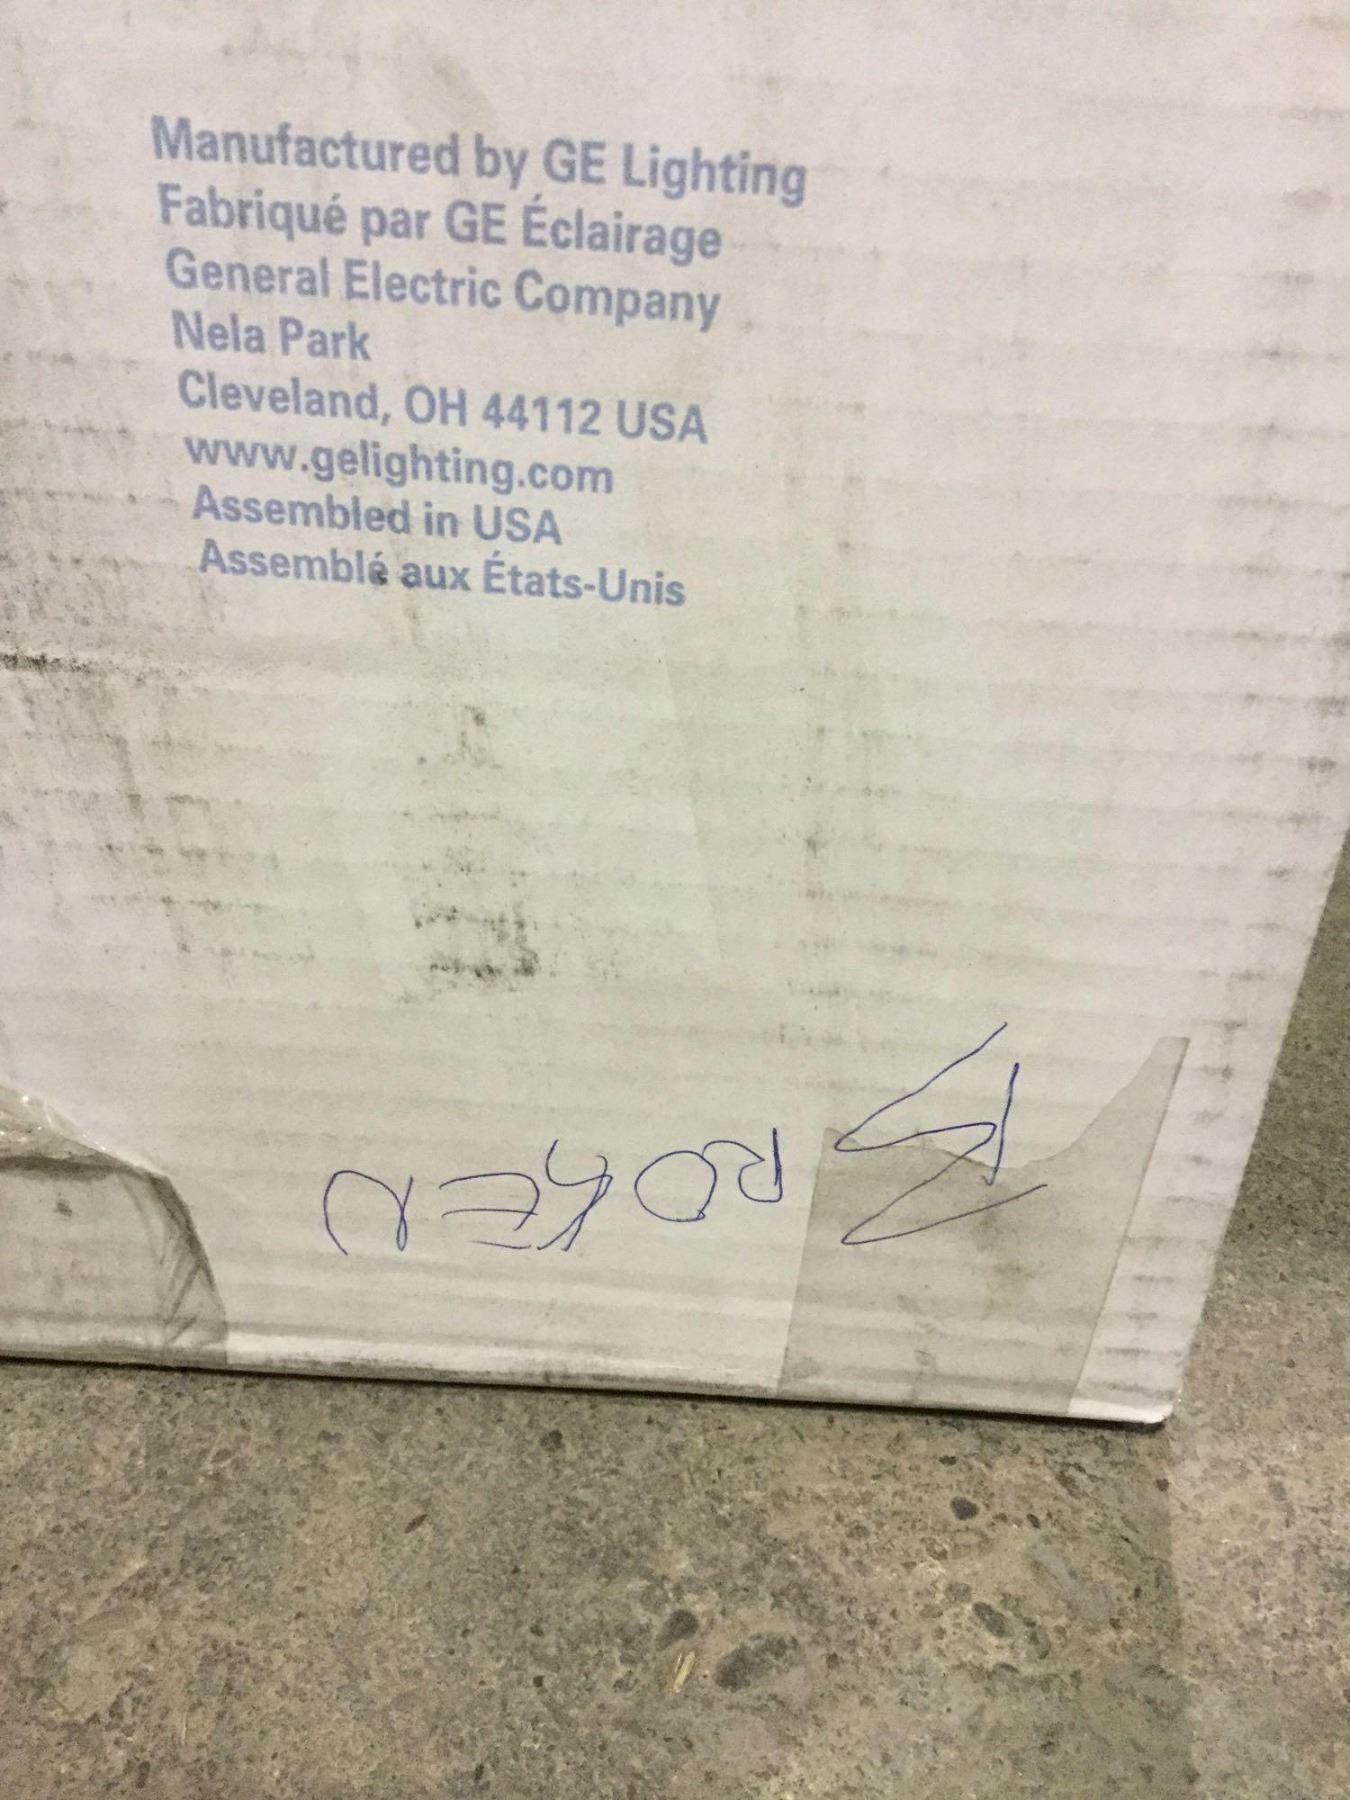 Manufactured by GE Lighting
Fabriqué par GE Éclairage
General Electric Company
Nela Park
Cleveland, OH 44112 USA
www.gelighting.com
Assembled in USA
Assemblé aux États-Unis
BROKEN